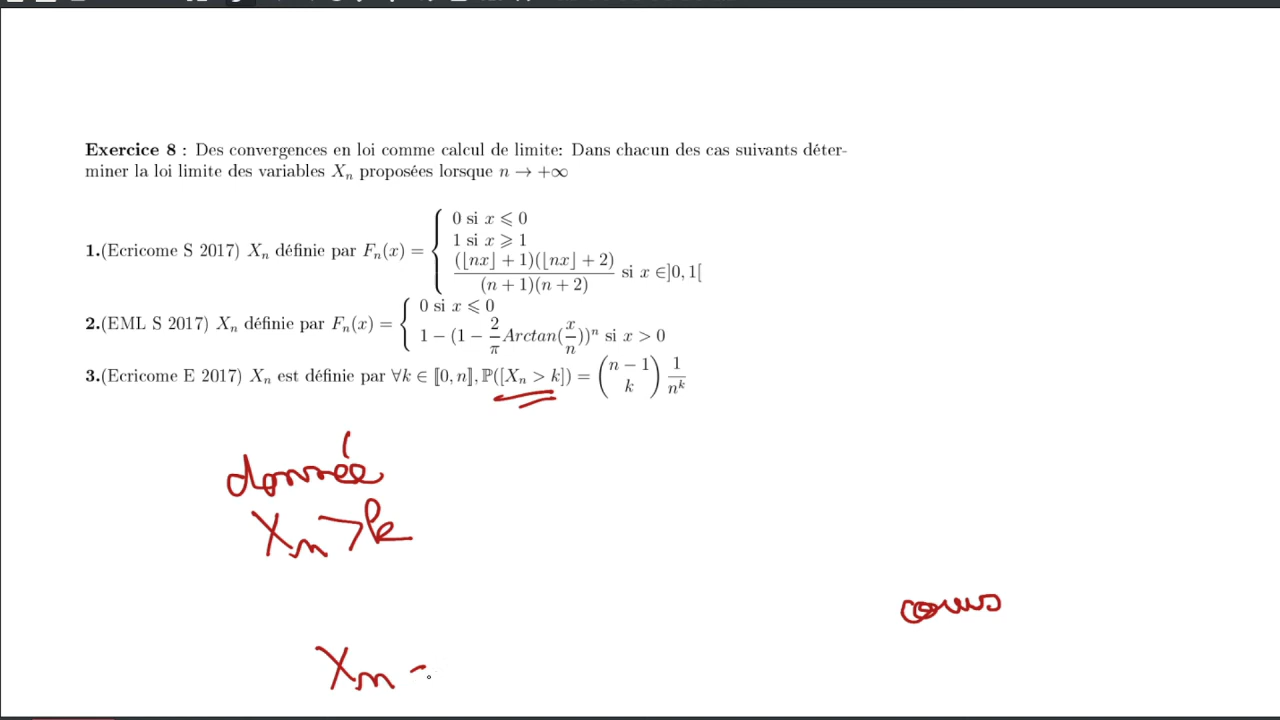 Exercice 8 : Des convergences en loi comme calcul de limite: Dans chacun des cas suivants déter-
miner la loi limite des variables Xₙ proposées lorsque n → +∞
0 si x ⩽ 0
1 si x ⩾ 1
1.(Ecricome S 2017) Xₙ définie par Fₙ(x) = { (⌊nx⌋ + 1)(⌊nx⌋ + 2) / (n + 1)(n + 2) si x ∈]0, 1[
0 si x ⩽ 0
2.(EML S 2017) Xₙ définie par Fₙ(x) = { 1 − (1 − 2/π Arctan(x/n))ⁿ si x > 0
3.(Ecricome E 2017) Xₙ est définie par ∀k ∈ ⟦0, n⟧, ℙ([Xₙ > k]) = (n − 1 k) 1/nᵏ
donnée
Xₙ > k
cours
Xₙ -